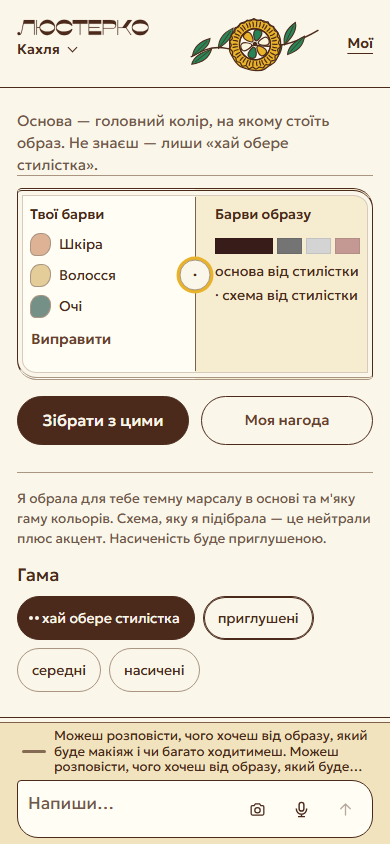 ЛЮСТЕРКО
Кахля
Мої
Основа — головний колір, на якому стоїть
образ. Не знаєш — лиши «хай обере
стилістка».
Твої барви
Шкіра
Волосся
Очі
Виправити
Барви образу
основа від стилістки
· схема від стилістки
Зібрати з цими
Моя нагода
Я обрала для тебе темну марсалу в основі та м'яку
гаму кольорів. Схема, яку я підібрала — це нейтрали
плюс акцент. Насиченість буде приглушеною.
Гама
•• хай обере стилістка
приглушені
середні
насичені
Можеш розповісти, чого хочеш від образу, який
буде макіяж і чи багато ходитимеш. Можеш
розповісти, чого хочеш від образу, який буде…
Напиши...